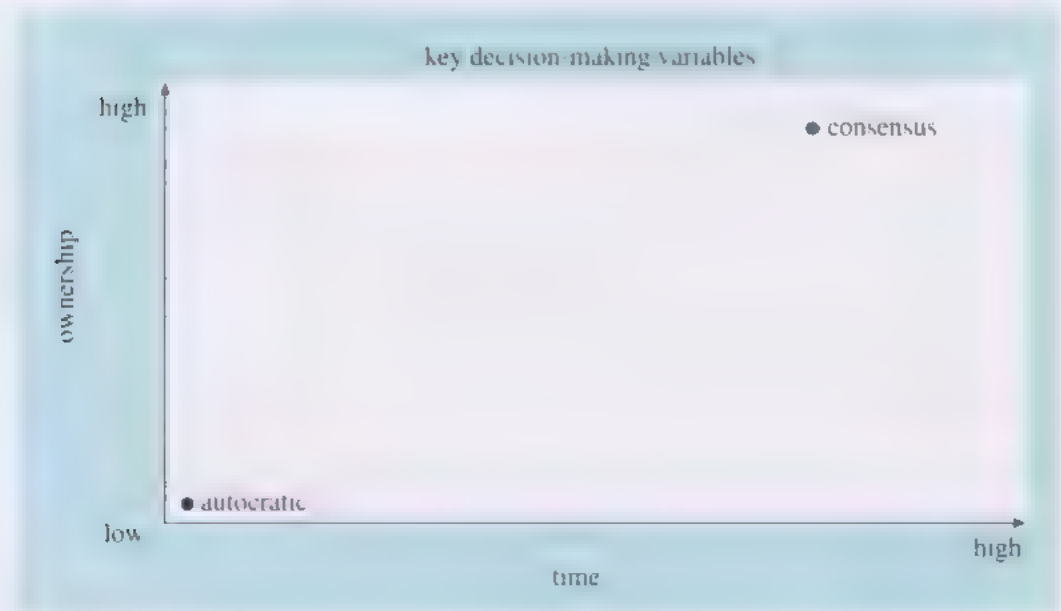 key decision-making variables
high
consensus
ownership
autocratic
low
high
time